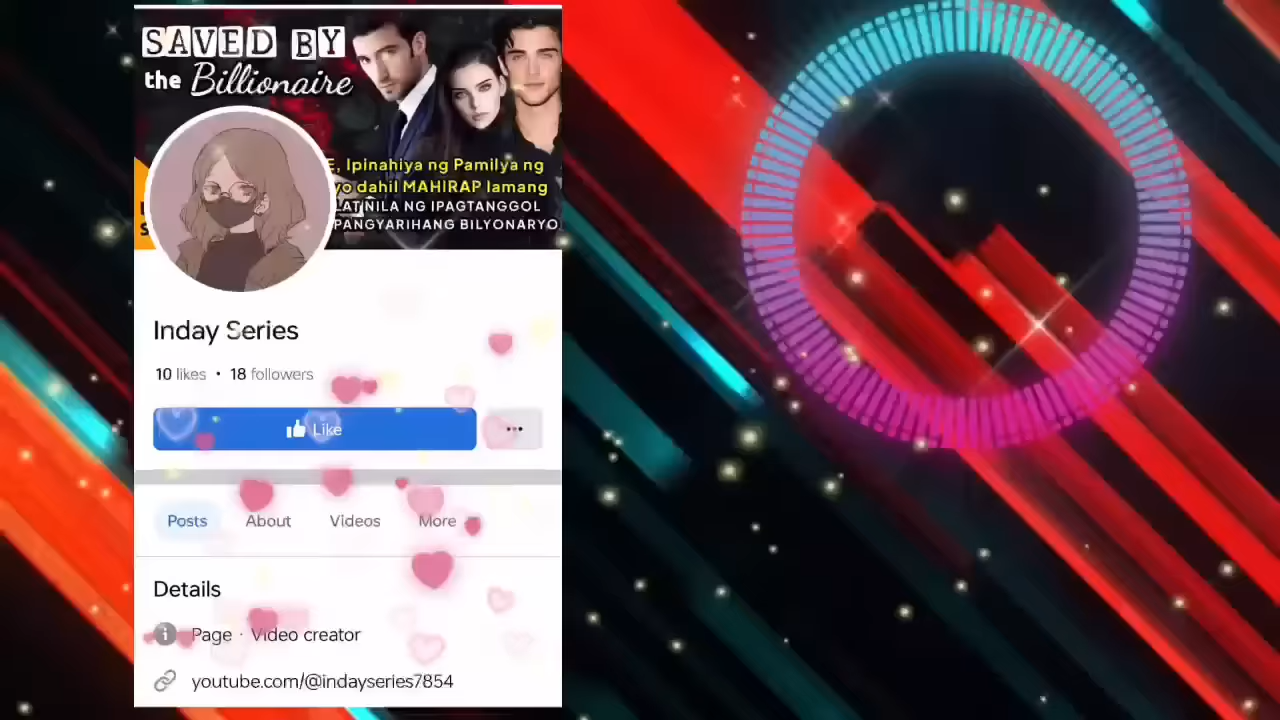 SAVED BY
the Billionaire
E, Ipinahiya ng Pamilya ng
yo dahil MAHIRAP lamang
LAT NILA NG IPAGTANGGOL
PANGYARIHANG BILYONARYO
Inday Series
10 likes • 18 followers
Like
Posts About Videos More
Details
Page · Video creator
youtube.com/@indayseries7854